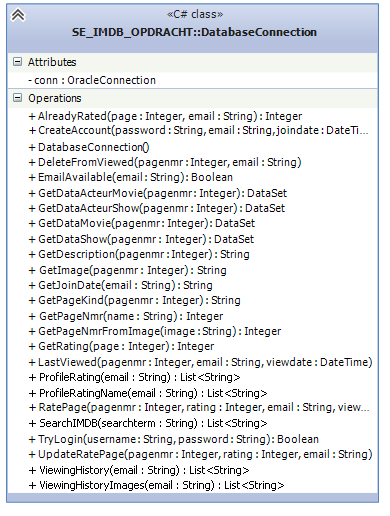 «C# class»
SE_IMDB_OPDRACHT::DatabaseConnection
Attributes
- conn : OracleConnection
Operations
+ AlreadyRated(page : Integer, email : String) : Integer
+ CreateAccount(password : String, email : String, joindate : DateTi...
+ DatabaseConnection()
+ DeleteFromViewed(pagenmr : Integer, email : String)
+ EmailAvailable(email : String) : Boolean
+ GetDataActeurMovie(pagenmr : Integer) : DataSet
+ GetDataActeurShow(pagenmr : Integer) : DataSet
+ GetDataMovie(pagenmr : Integer) : DataSet
+ GetDataShow(pagenmr : Integer) : DataSet
+ GetDescription(pagenmr : Integer) : String
+ GetImage(pagenmr : Integer) : String
+ GetJoinDate(email : String) : String
+ GetPageKind(pagenmr : Integer) : String
+ GetPageNmr(name : String) : Integer
+ GetPageNmrFromImage(image : String) : Integer
+ GetRating(page : Integer) : Integer
+ LastViewed(pagenmr : Integer, email : String, viewdate : DateTime)
+ ProfileRating(email : String) : List<String>
+ ProfileRatingName(email : String) : List<String>
+ RatePage(pagenmr : Integer, rating : Integer, email : String, view...
+ SearchIMDB(searchterm : String) : List<String>
+ TryLogin(username : String, password : String) : Boolean
+ UpdateRatePage(pagenmr : Integer, rating : Integer, email : String)
+ ViewingHistory(email : String) : List<String>
+ ViewingHistoryImages(email : String) : List<String>